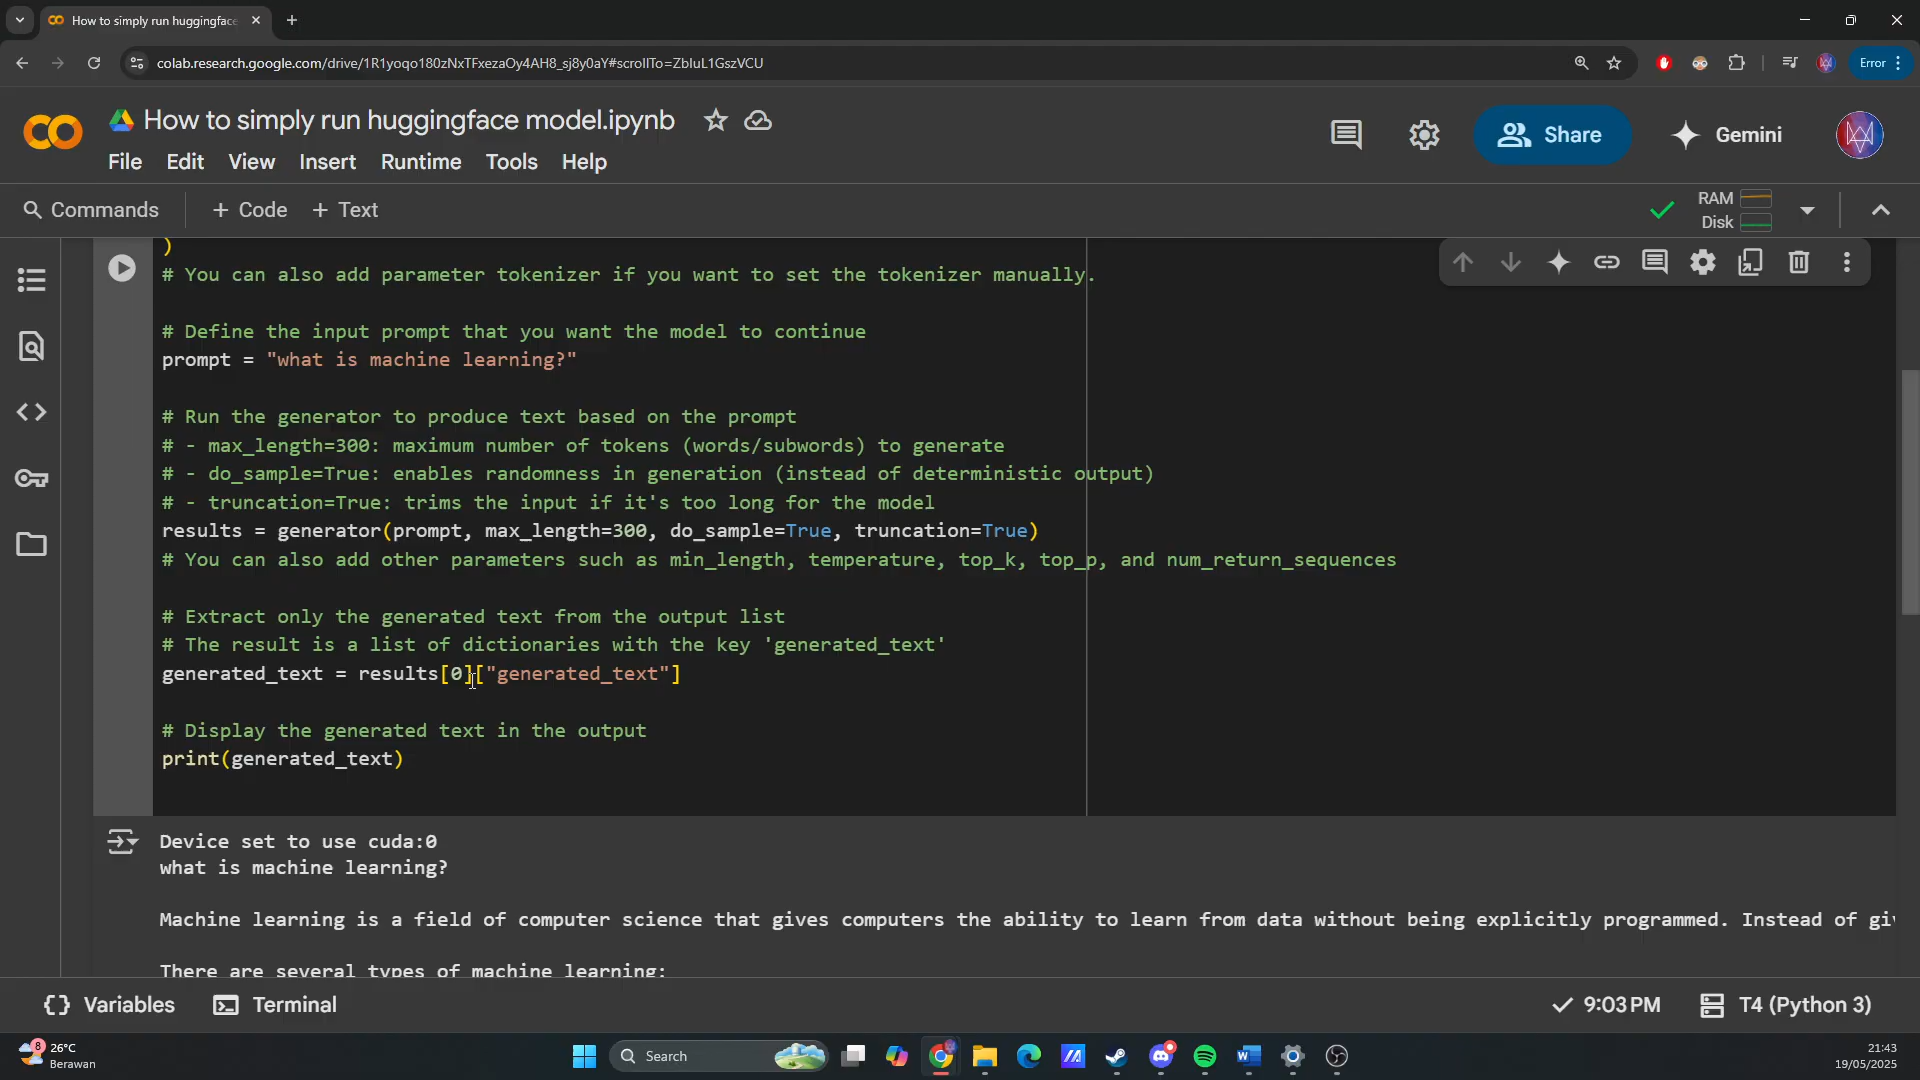 How to simply run huggingface
colab.research.google.com/drive/1R1yoqo180zNxTFxezaOy4AH8_sj8y0aY#scrollTo=ZbIuL1GszVCU
Error
How to simply run huggingface model.ipynb
Share
Gemini
File Edit View Insert Runtime Tools Help
Commands + Code + Text
RAM
Disk
)
# You can also add parameter tokenizer if you want to set the tokenizer manually.
# Define the input prompt that you want the model to continue
prompt = "what is machine learning?"
# Run the generator to produce text based on the prompt
# - max_length=300: maximum number of tokens (words/subwords) to generate
# - do_sample=True: enables randomness in generation (instead of deterministic output)
# - truncation=True: trims the input if it's too long for the model
results = generator(prompt, max_length=300, do_sample=True, truncation=True)
# You can also add other parameters such as min_length, temperature, top_k, top_p, and num_return_sequences
# Extract only the generated text from the output list
# The result is a list of dictionaries with the key 'generated_text'
generated_text = results[0]["generated_text"]
# Display the generated text in the output
print(generated_text)
Device set to use cuda:0
what is machine learning?
Machine learning is a field of computer science that gives computers the ability to learn from data without being explicitly programmed. Instead of gi
There are several types of machine learning:
{} Variables Terminal
9:03 PM T4 (Python 3)
8
26°C
Berawan
Search
21:43
19/05/2025